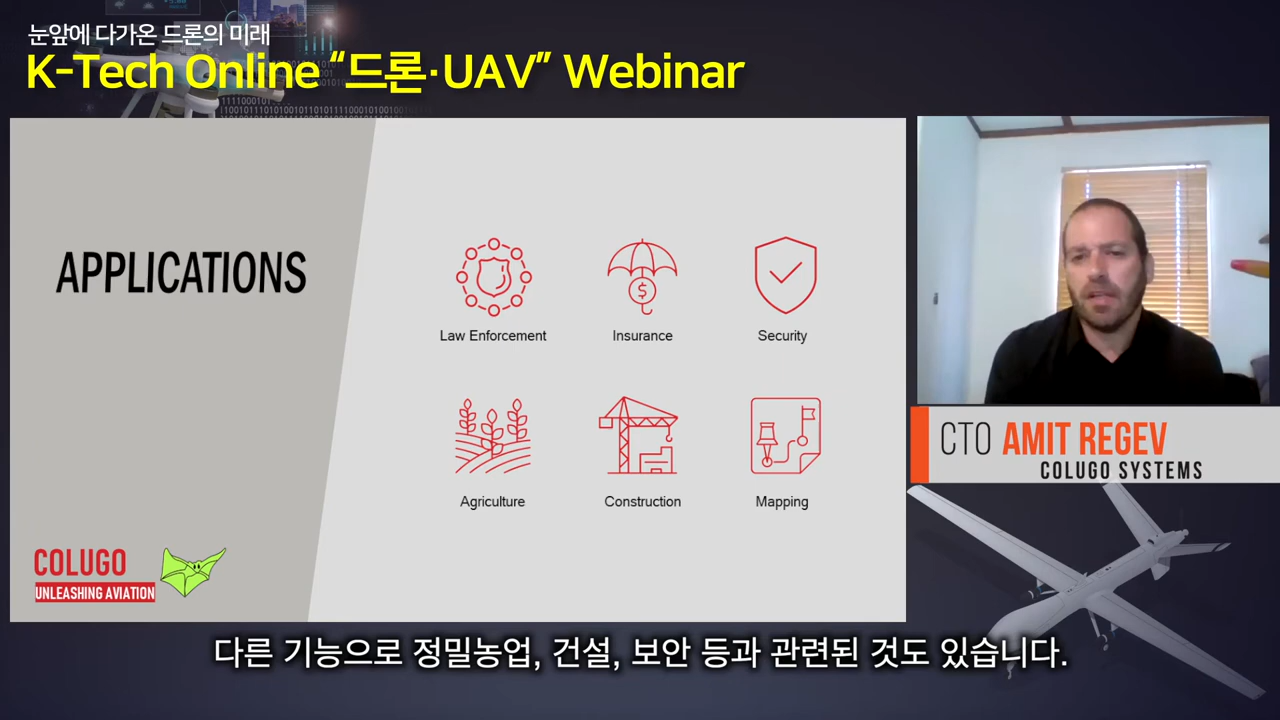 눈앞에 다가온 드론의 미래
K-Tech Online “드론·UAV” Webinar
APPLICATIONS
Law Enforcement
Insurance
$
Security
Agriculture
Construction
Mapping
COLUGO
UNLEASHING AVIATION
CTO AMIT REGEV
COLUGO SYSTEMS
다른 기능으로 정밀농업, 건설, 보안 등과 관련된 것도 있습니다.